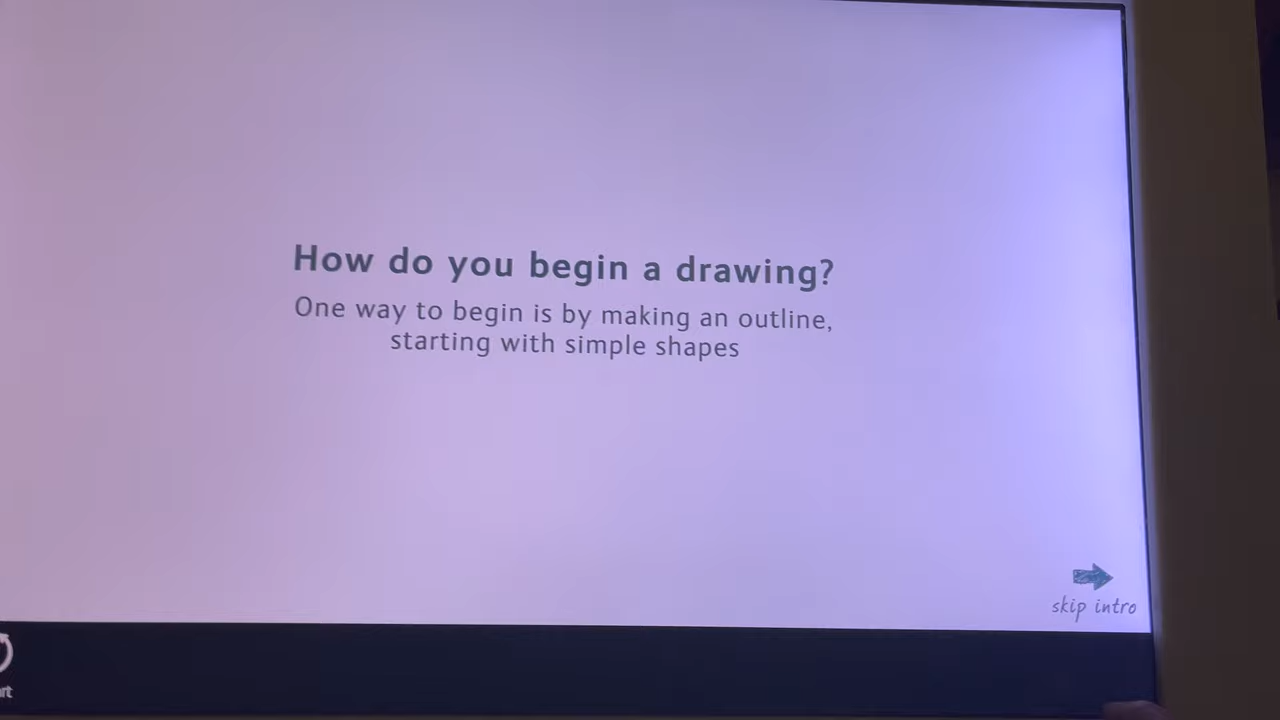 How do you begin a drawing?
One way to begin is by making an outline,
starting with simple shapes
skip intro